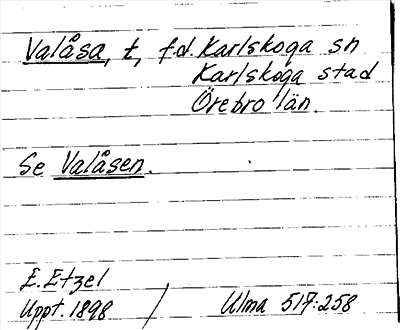 Valåsa, t, f.d. Karlskoga sn
Karlskoga stad
Örebro län.
Se Valåsen.
E. Etzel
Uppt. 1898 / Ulma 517:258